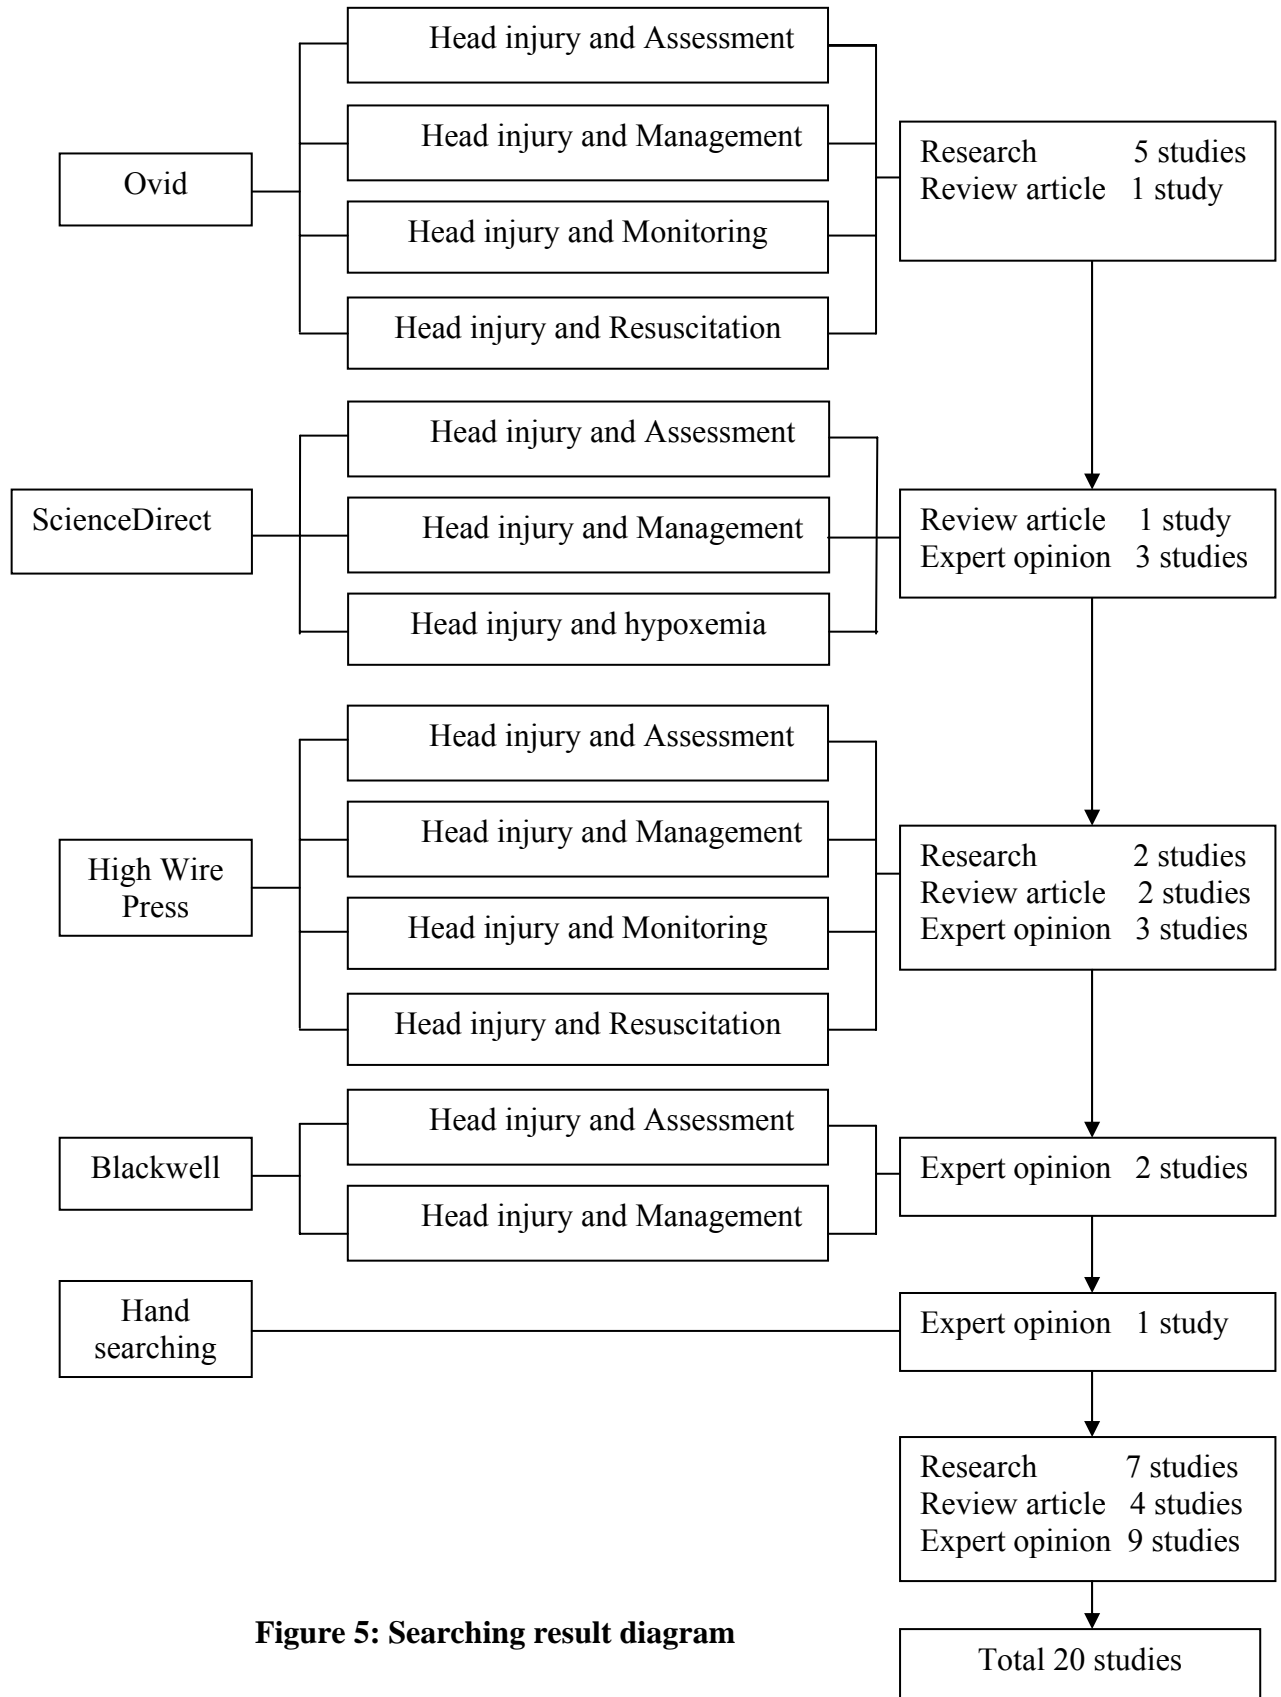 Ovid
Head injury and Assessment
Head injury and Management
Head injury and Monitoring
Head injury and Resuscitation
Research 5 studies
Review article 1 study
ScienceDirect
Head injury and Assessment
Head injury and Management
Head injury and hypoxemia
Review article 1 study
Expert opinion 3 studies
High Wire
Press
Head injury and Assessment
Head injury and Management
Head injury and Monitoring
Head injury and Resuscitation
Research 2 studies
Review article 2 studies
Expert opinion 3 studies
Blackwell
Head injury and Assessment
Head injury and Management
Expert opinion 2 studies
Hand
searching
Expert opinion 1 study
Research 7 studies
Review article 4 studies
Expert opinion 9 studies
Total 20 studies
Figure 5: Searching result diagram